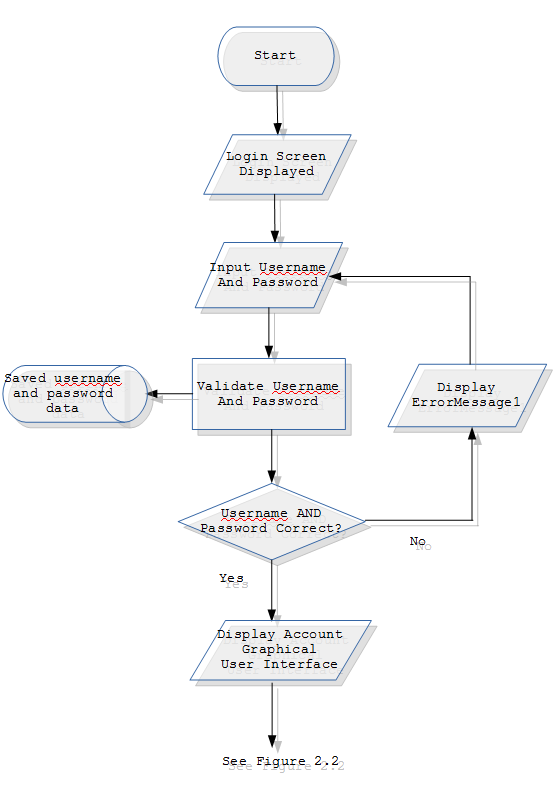 Start
Login Screen
Displayed
Input Username
And Password
Saved username
and password
data
Validate Username
And Password
Display
ErrorMessage1
Username AND
Password Correct?
No
Yes
Display Account
Graphical
User Interface
See Figure 2.2